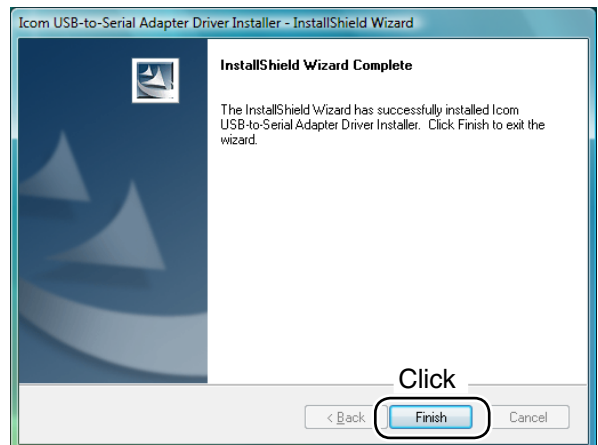 Icom USB-to-Serial Adapter Driver Installer - InstallShield Wizard
InstallShield Wizard Complete
The InstallShield Wizard has successfully installed Icom
USB-to-Serial Adapter Driver Installer. Click Finish to exit the
wizard.
Click
< Back
Finish
Cancel